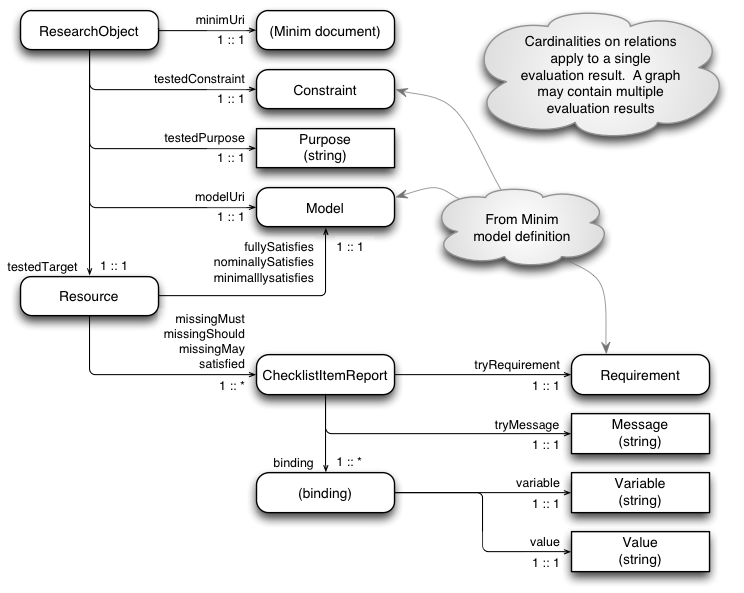 ResearchObject
minimUri
1 :: 1
(Minim document)
Cardinalities on relations
apply to a single
evaluation result. A graph
may contain multiple
evaluation results
testedConstraint
1 :: 1
Constraint
testedPurpose
1 :: 1
Purpose
(string)
modelUri
1 :: 1
Model
From Minim
model definition
fullySatisfies
nominallySatisfies
minimalllysatisfies
1 :: 1
testedTarget
1 :: 1
Resource
missingMust
missingShould
missingMay
satisfied
1 :: *
ChecklistItemReport
tryRequirement
1 :: 1
Requirement
tryMessage
1 :: 1
Message
(string)
binding
1 :: *
(binding)
variable
1 :: 1
Variable
(string)
value
1 :: 1
Value
(string)